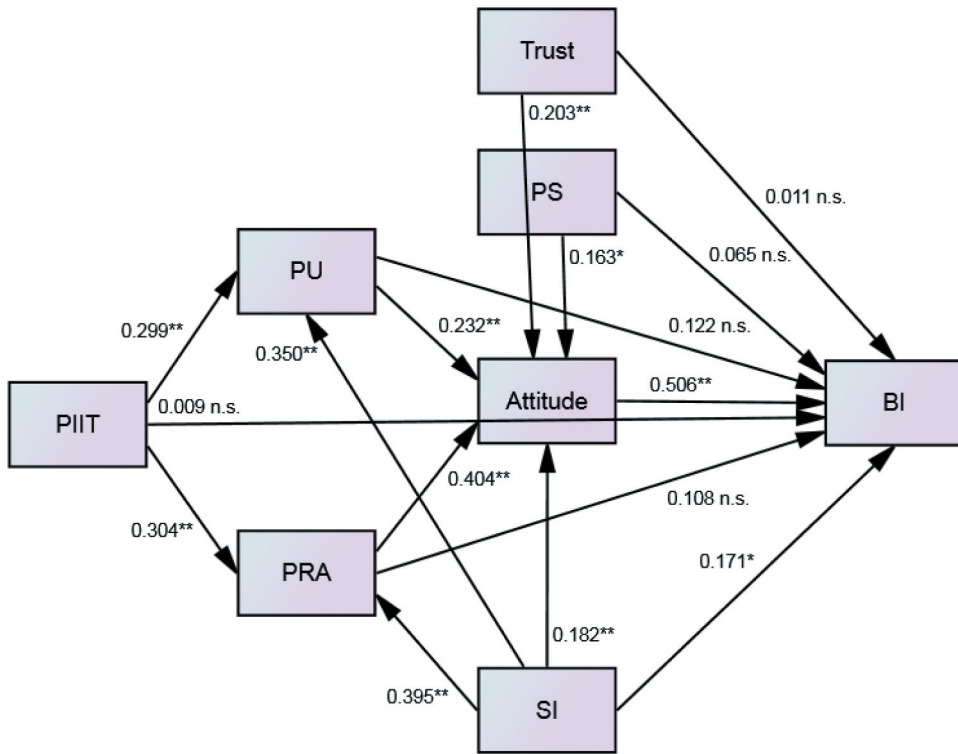 Trust
0.203**
PS
0.011 n.s.
0.065 n.s.
0.163*
PU
0.299**
0.232**
0.122 n.s.
0.350**
PIIT
0.009 n.s.
Attitude
0.506**
BI
0.404**
0.304**
0.108 n.s.
PRA
0.171*
0.182**
0.395**
SI